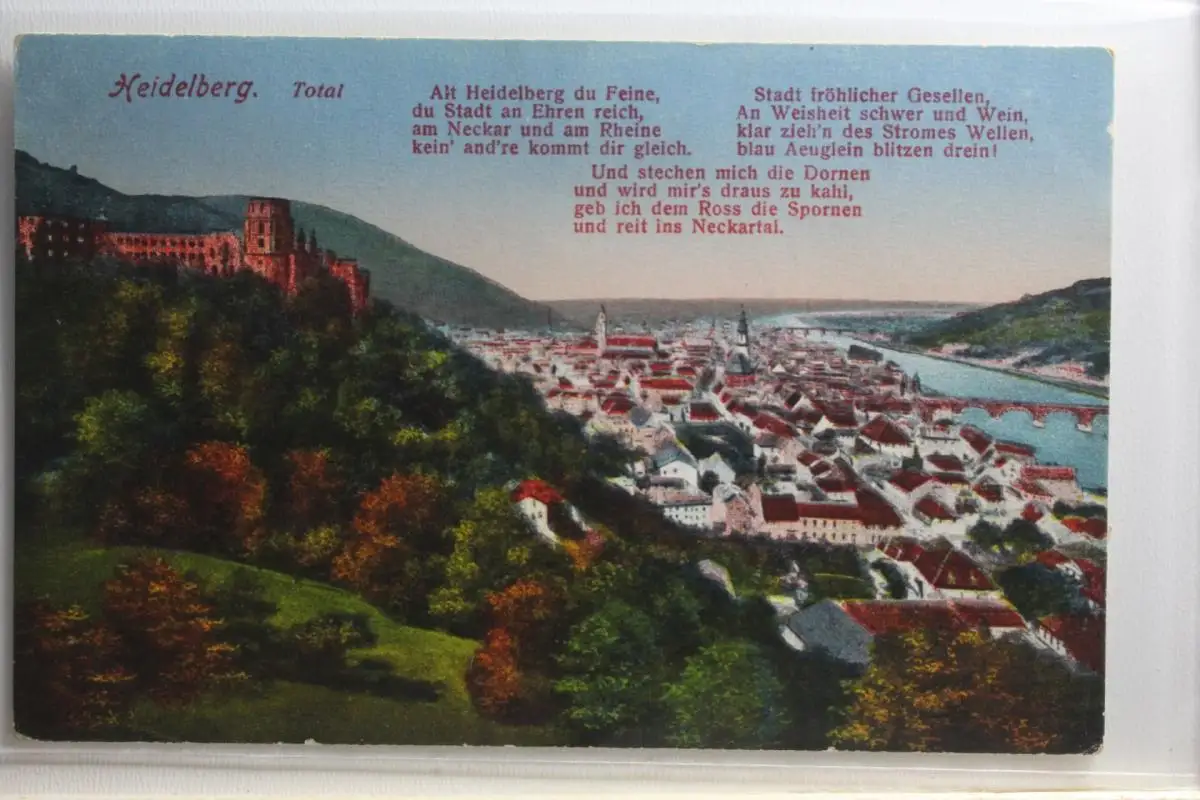 Heidelberg. Total
Alt Heidelberg du Feine,
du Stadt an Ehren reich,
am Neckar und am Rheine
kein' and're kommt dir gleich.
Stadt fröhlicher Gesellen,
An Weisheit schwer und Wein,
klar zieh'n des Stromes Wellen,
blau Aeuglein blitzen drein!
Und stechen mich die Dornen
und wird mir's draus zu kahl,
geb ich dem Ross die Spornen
und reit ins Neckartal.